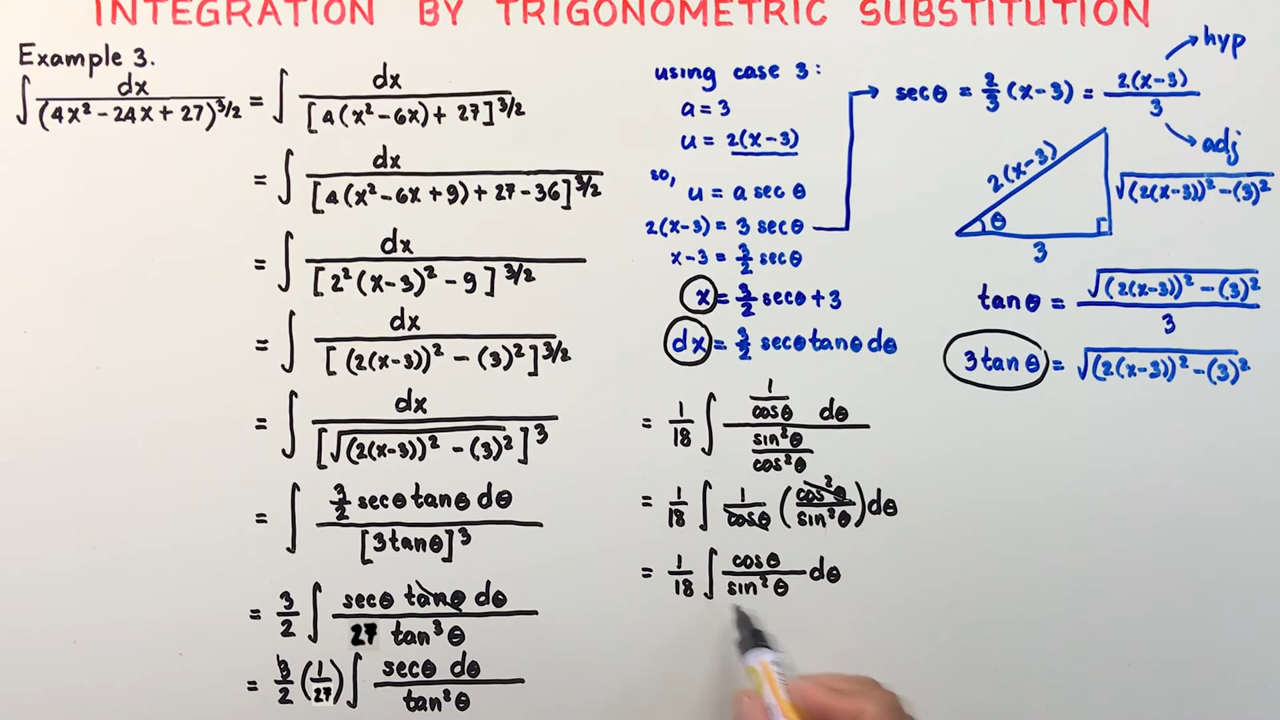 INTEGRATION BY TRIGONOMETRIC SUBSTITUTION
Example 3.
∫ dx / (4x² - 24x + 27)^3/2 = ∫ dx / [4(x² - 6x) + 27]^3/2
= ∫ dx / [4(x² - 6x + 9) + 27 - 36]^3/2
= ∫ dx / [2²(x-3)² - 9]^3/2
= ∫ dx / [(2(x-3))² - (3)²]^3/2
= ∫ dx / [√(2(x-3))² - (3)²]³
= ∫ 3/2 secθ tanθ dθ / [3tanθ]³
= 3/2 ∫ secθ tanθ dθ / 27 tan³θ
= 3/2 (1/27) ∫ secθ dθ / tan²θ
using case 3:
a = 3
u = 2(x-3)
so,
u = a sec θ
2(x-3) = 3 secθ
x-3 = 3/2 secθ
x = 3/2 secθ + 3
dx = 3/2 secθ tanθ dθ
= 1/18 ∫ 1/cosθ dθ / sin²θ/cos²θ
= 1/18 ∫ 1/cosθ (cos²θ/sin²θ) dθ
= 1/18 ∫ cosθ/sin²θ dθ
hyp
secθ = 2/3 (x-3) = 2(x-3) / 3
adj
2(x-3)
√(2(x-3))² - (3)²
θ
3
tanθ = √(2(x-3))² - (3)² / 3
3tanθ = √(2(x-3))² - (3)²